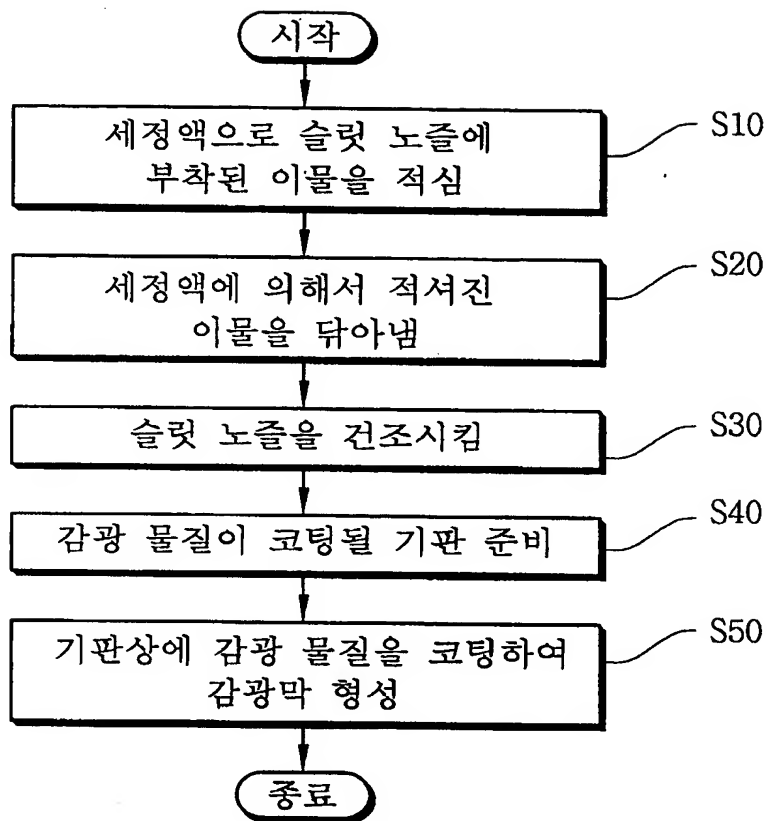 시작
세정액으로 슬릿 노즐에
부착된 이물을 적심
S10
세정액에 의해서 적셔진
이물을 닦아냄
S20
슬릿 노즐을 건조시킴
S30
감광 물질이 코팅될 기판 준비
S40
기판상에 감광 물질을 코팅하여
감광막 형성
S50
종료